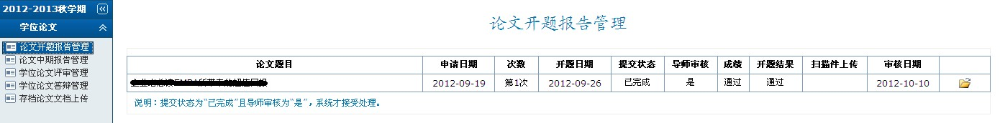 2012-2013秋学期
学位论文
论文开题报告管理
论文中期报告管理
学位论文评审管理
学位论文答辩管理
存档论文文档上传
论文开题报告管理
论文题目 申请日期 次数 开题日期 提交状态 导师审核 成绩 开题结果 扫描件上传 审核日期
2012-09-19 第1次 2012-09-26 已完成 是 通过 通过 2012-10-10
说明：提交状态为“已完成”且导师审核为“是”，系统才接受处理。